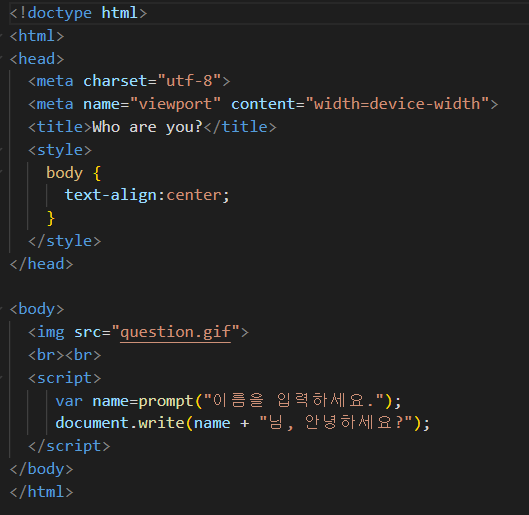 <!doctype html>
<html>
<head>
  <meta charset="utf-8">
  <meta name="viewport" content="width=device-width">
  <title>Who are you?</title>
  <style>
    body {
      text-align:center;
    }
  </style>
</head>

<body>
  <img src="question.gif">
  <br><br>
  <script>
     var name=prompt("이름을 입력하세요.");
     document.write(name + "님, 안녕하세요?");
  </script>
</body>
</html>